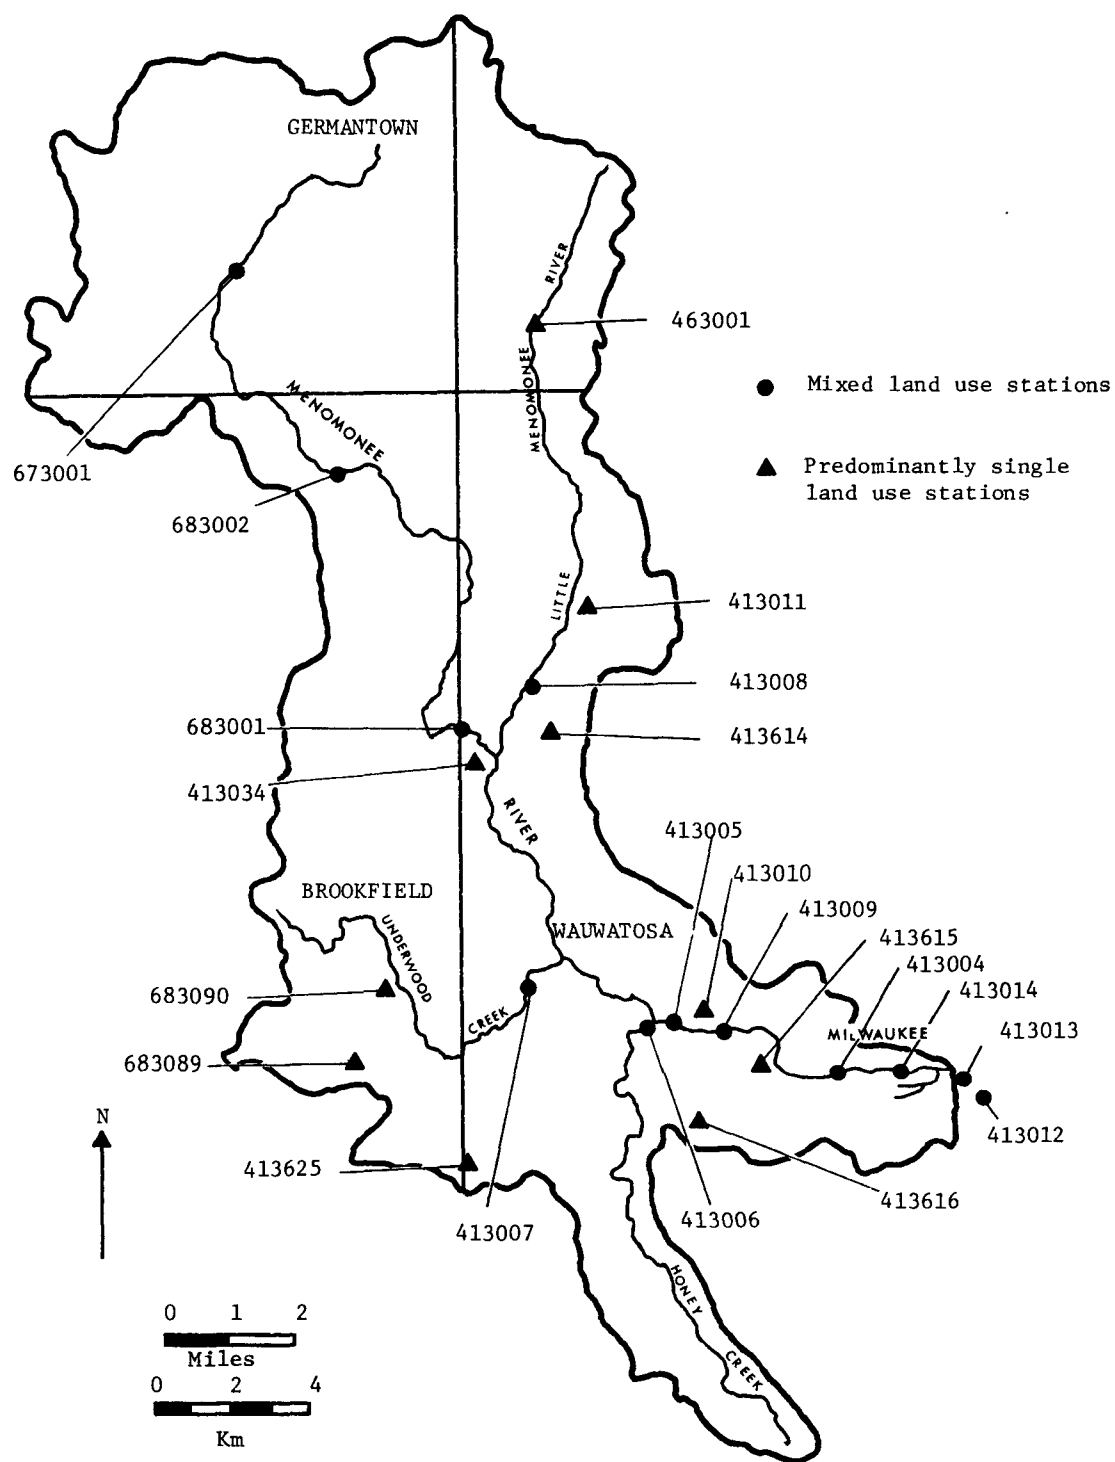 GERMANTOWN
RIVER
463001
MENOMONEE
Mixed land use stations
MENOMONEE
673001
Predominantly single
land use stations
683002
LITTLE
413011
413008
683001
413614
413034
RIVER
413005
413010
BROOKFIELD
413009
WAUWATOSA
413615
UNDERWOOD
413004
683090
413014
CREEK
MILWAUKEE
413013
683089
N
413012
413625
413616
413006
413007
HONEY
0 1 2
Miles
CREEK
0 2 4
Km